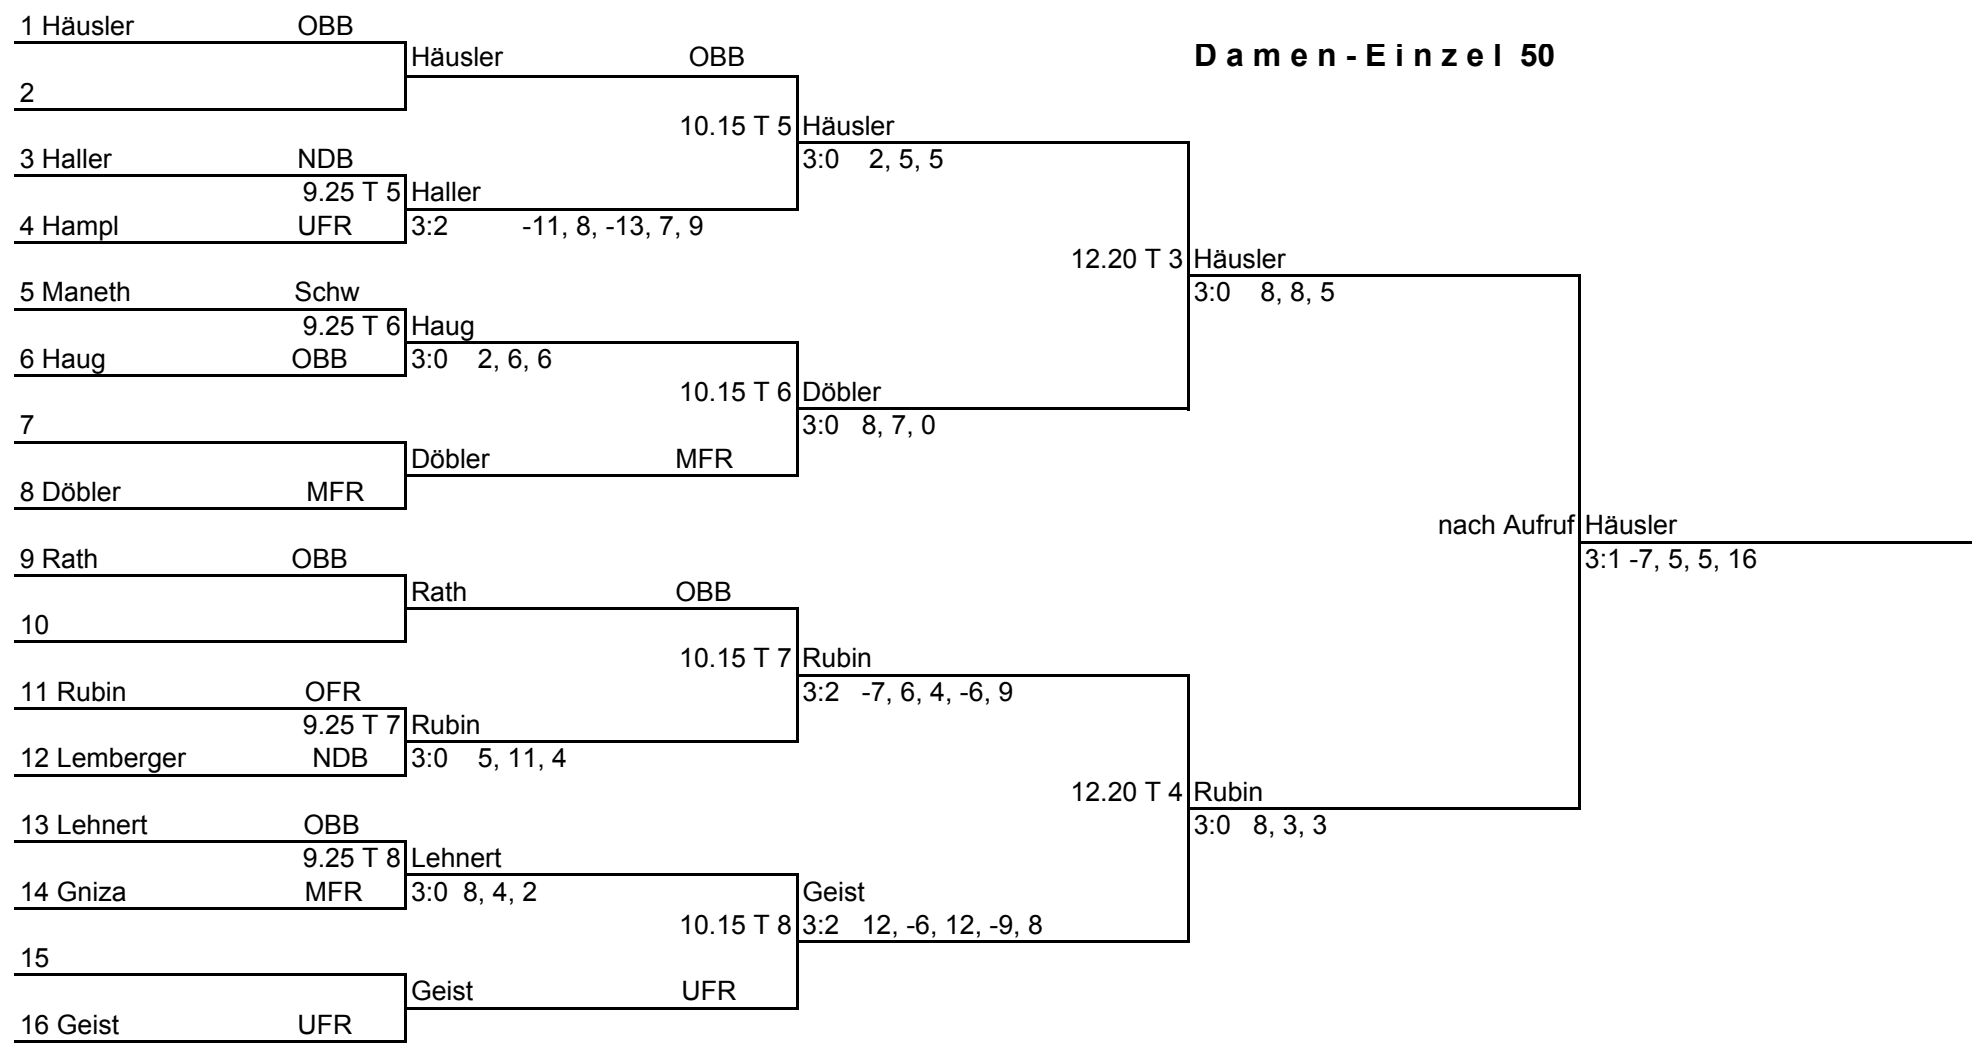 1 Häusler OBB
Häusler OBB
D a m e n - E i n z e l 50
2
10.15 T 5 Häusler
3 Haller NDB
3:0 2, 5, 5
9.25 T 5 Haller
4 Hampl UFR
3:2 -11, 8, -13, 7, 9
12.20 T 3 Häusler
5 Maneth Schw
3:0 8, 8, 5
9.25 T 6 Haug
6 Haug OBB
3:0 2, 6, 6
10.15 T 6 Döbler
7
3:0 8, 7, 0
Döbler MFR
8 Döbler MFR
nach Aufruf Häusler
9 Rath OBB
3:1 -7, 5, 5, 16
Rath OBB
10
10.15 T 7 Rubin
11 Rubin OFR
3:2 -7, 6, 4, -6, 9
9.25 T 7 Rubin
12 Lemberger NDB
3:0 5, 11, 4
12.20 T 4 Rubin
13 Lehnert OBB
3:0 8, 3, 3
9.25 T 8 Lehnert
14 Gniza MFR
3:0 8, 4, 2
Geist
10.15 T 8 3:2 12, -6, 12, -9, 8
15
Geist UFR
16 Geist UFR